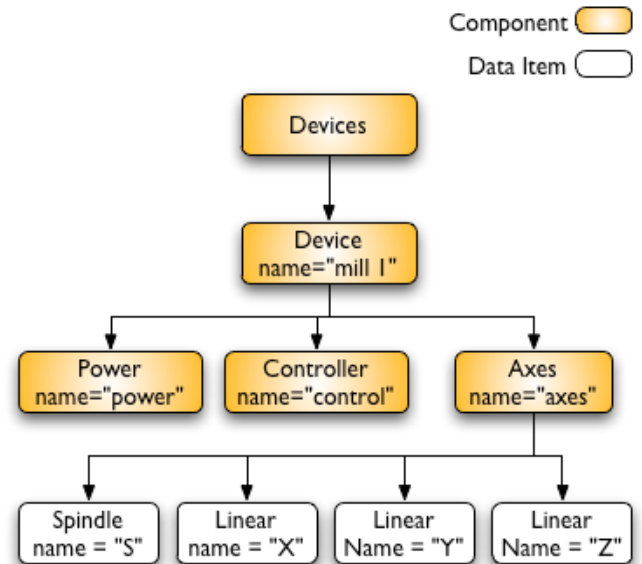 Component
Data Item
Devices
Device
name="mill 1"
Power
name="power"
Controller
name="control"
Axes
name="axes"
Spindle
name = "S"
Linear
name = "X"
Linear
Name = "Y"
Linear
Name = "Z"